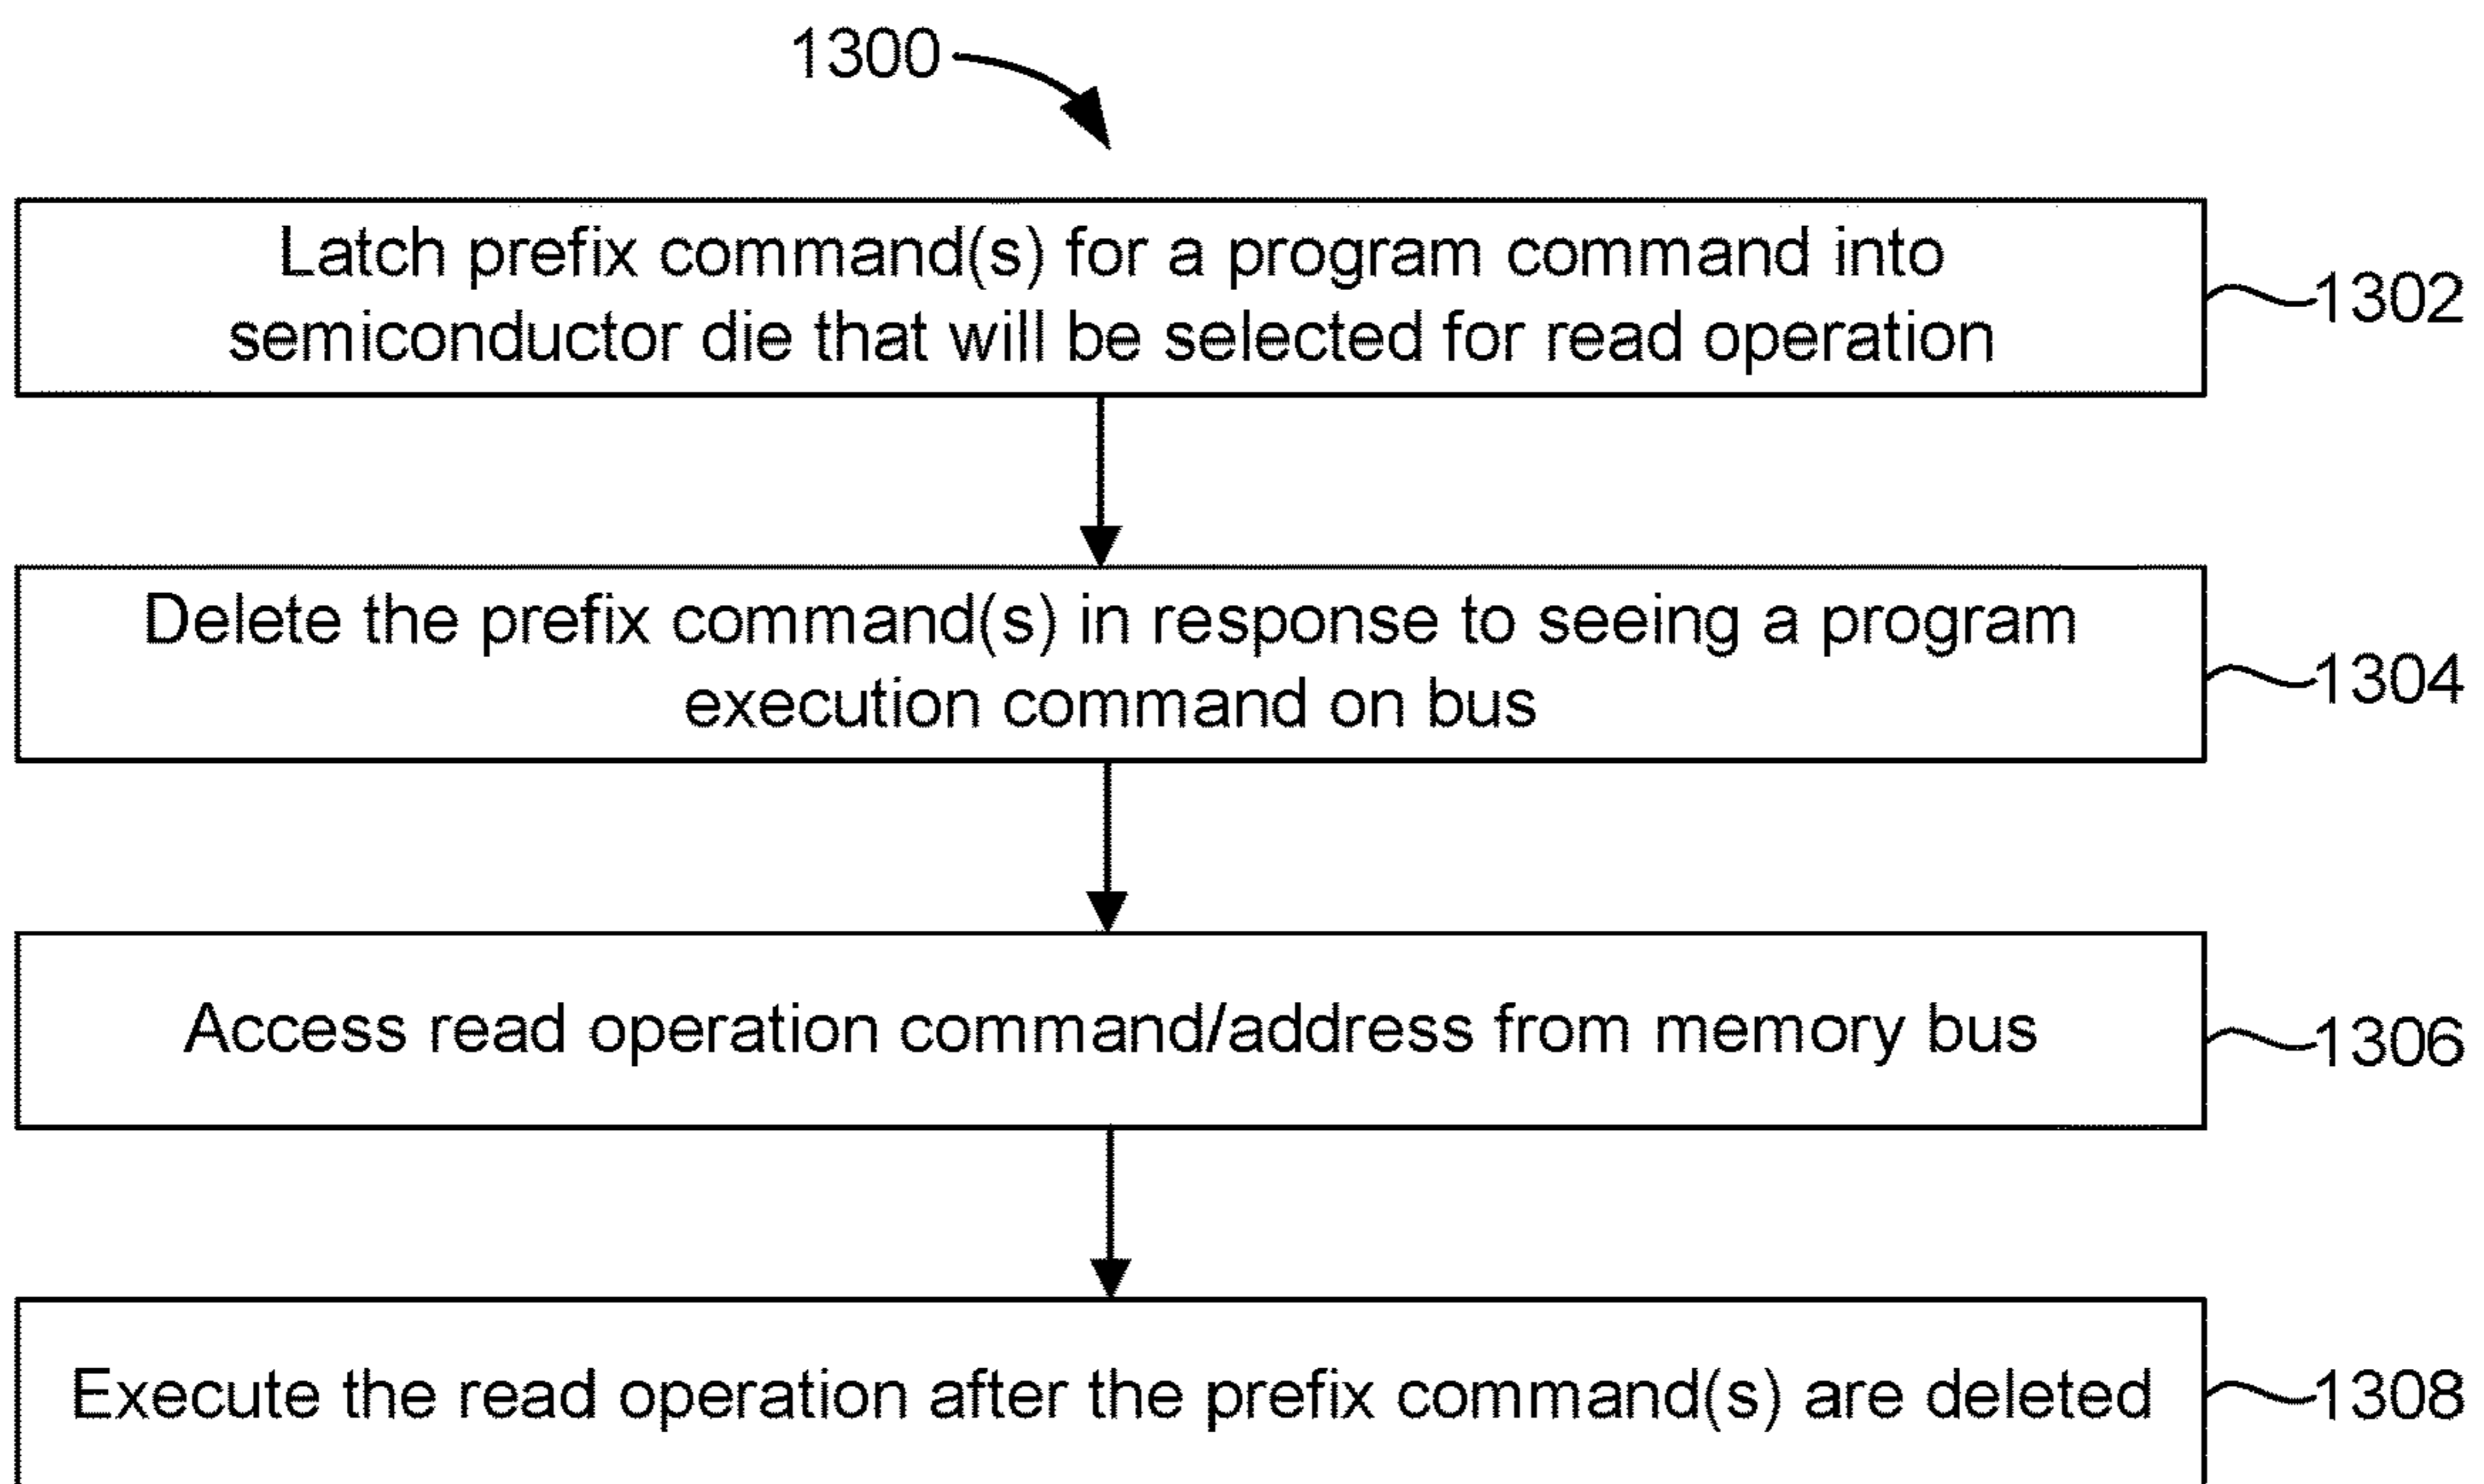 1300
Latch prefix command(s) for a program command into
semiconductor die that will be selected for read operation
1302
Delete the prefix command(s) in response to seeing a program
execution command on bus
1304
Access read operation command/address from memory bus
1306
Execute the read operation after the prefix command(s) are deleted
1308